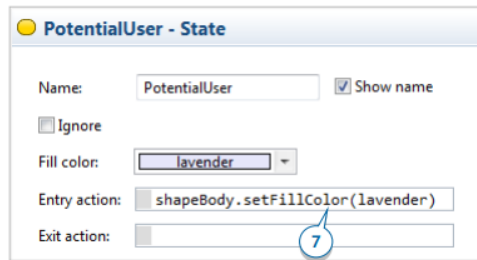 PotentialUser - State
Name: PotentialUser Show name
Ignore
Fill color: lavender
Entry action: shapeBody.setFillColor(lavender)
Exit action:
7